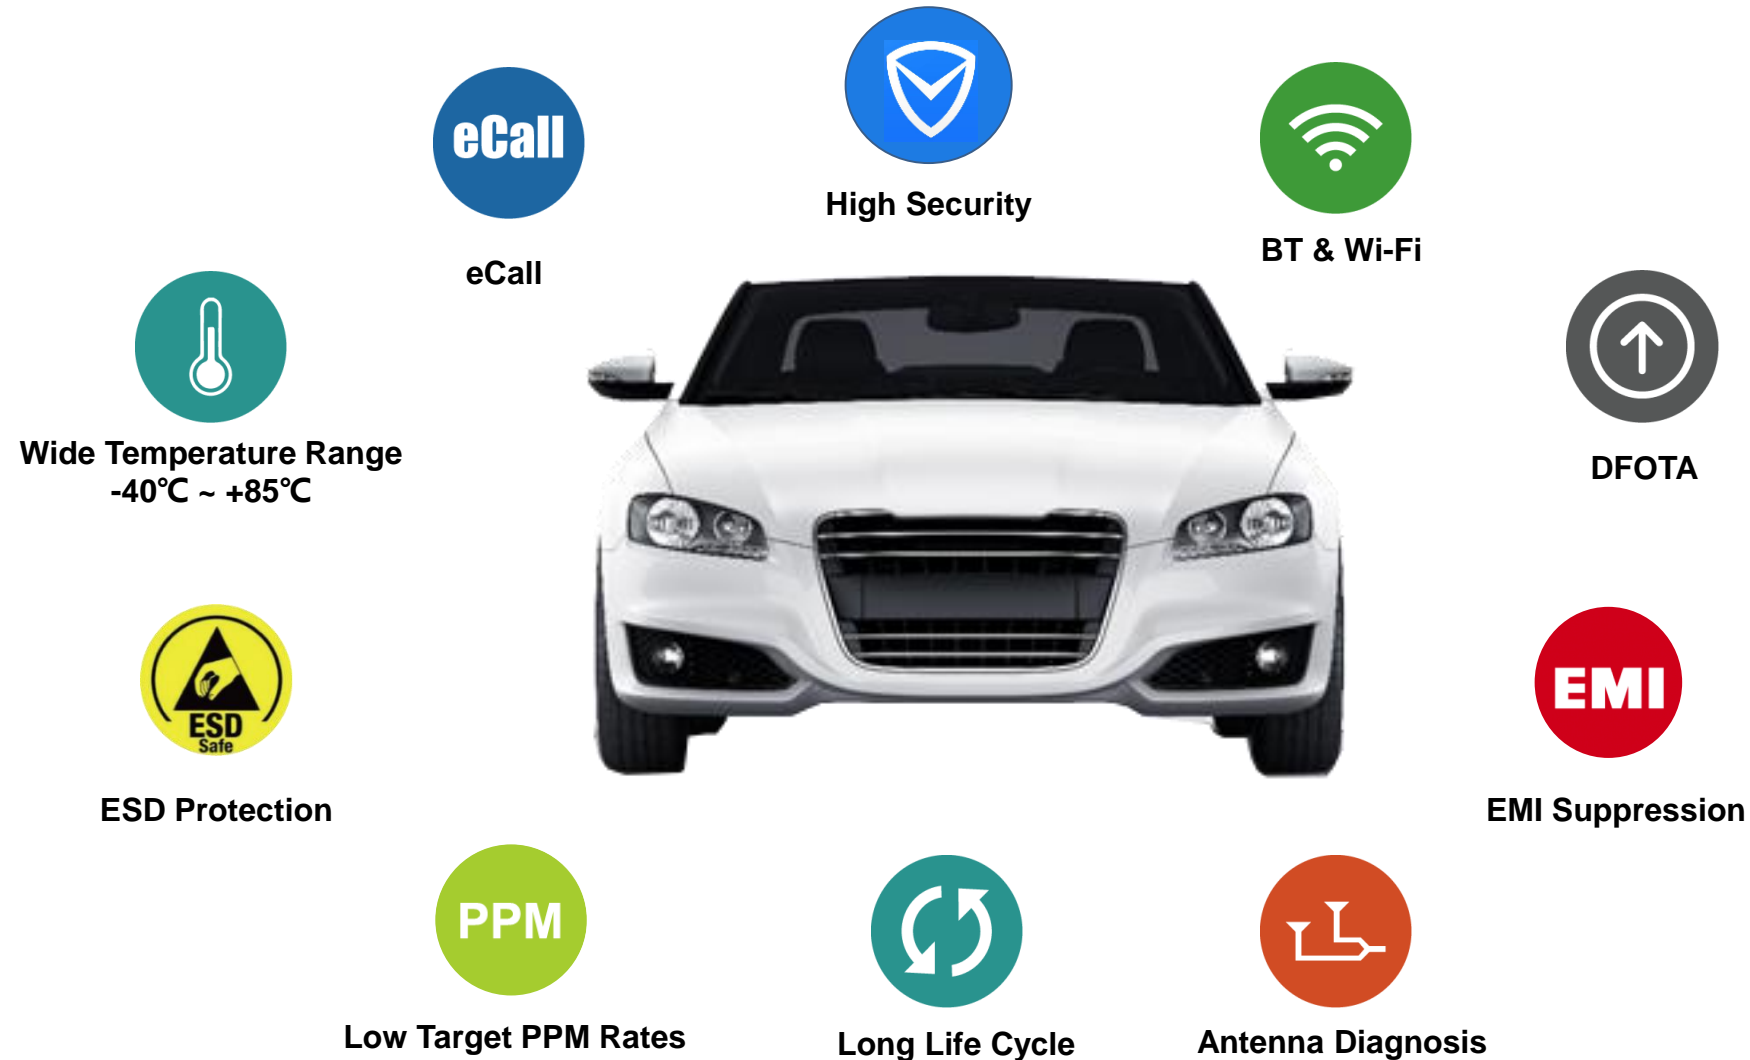 eCall
eCall
High Security
BT & Wi-Fi
Wide Temperature Range
-40℃ ~ +85℃
DFOTA
ESD
Safe
ESD Protection
EMI
EMI Suppression
PPM
Low Target PPM Rates
Long Life Cycle
Antenna Diagnosis